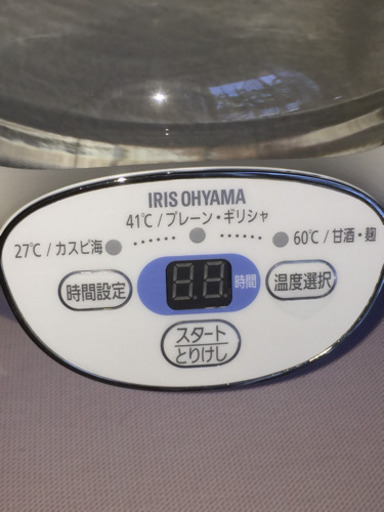 IRIS OHYAMA
41℃ / プレーン・ギリシャ
27℃ / カスピ海
60℃ / 甘酒・麹
時間設定
時間
温度選択
スタート
とりけし